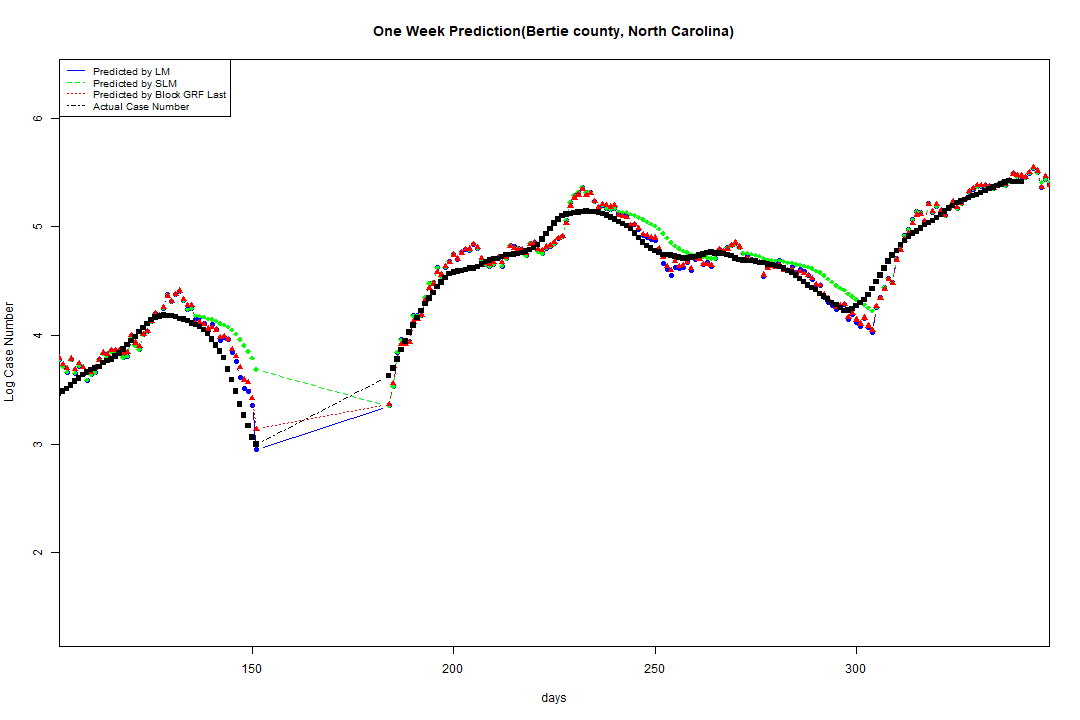 One Week Prediction(Bertie county, North Carolina)
Predicted by LM
Predicted by SLM
Predicted by Block GRF Last
Actual Case Number
Log Case Number
6
5
4
3
2
150 200 250 300
days